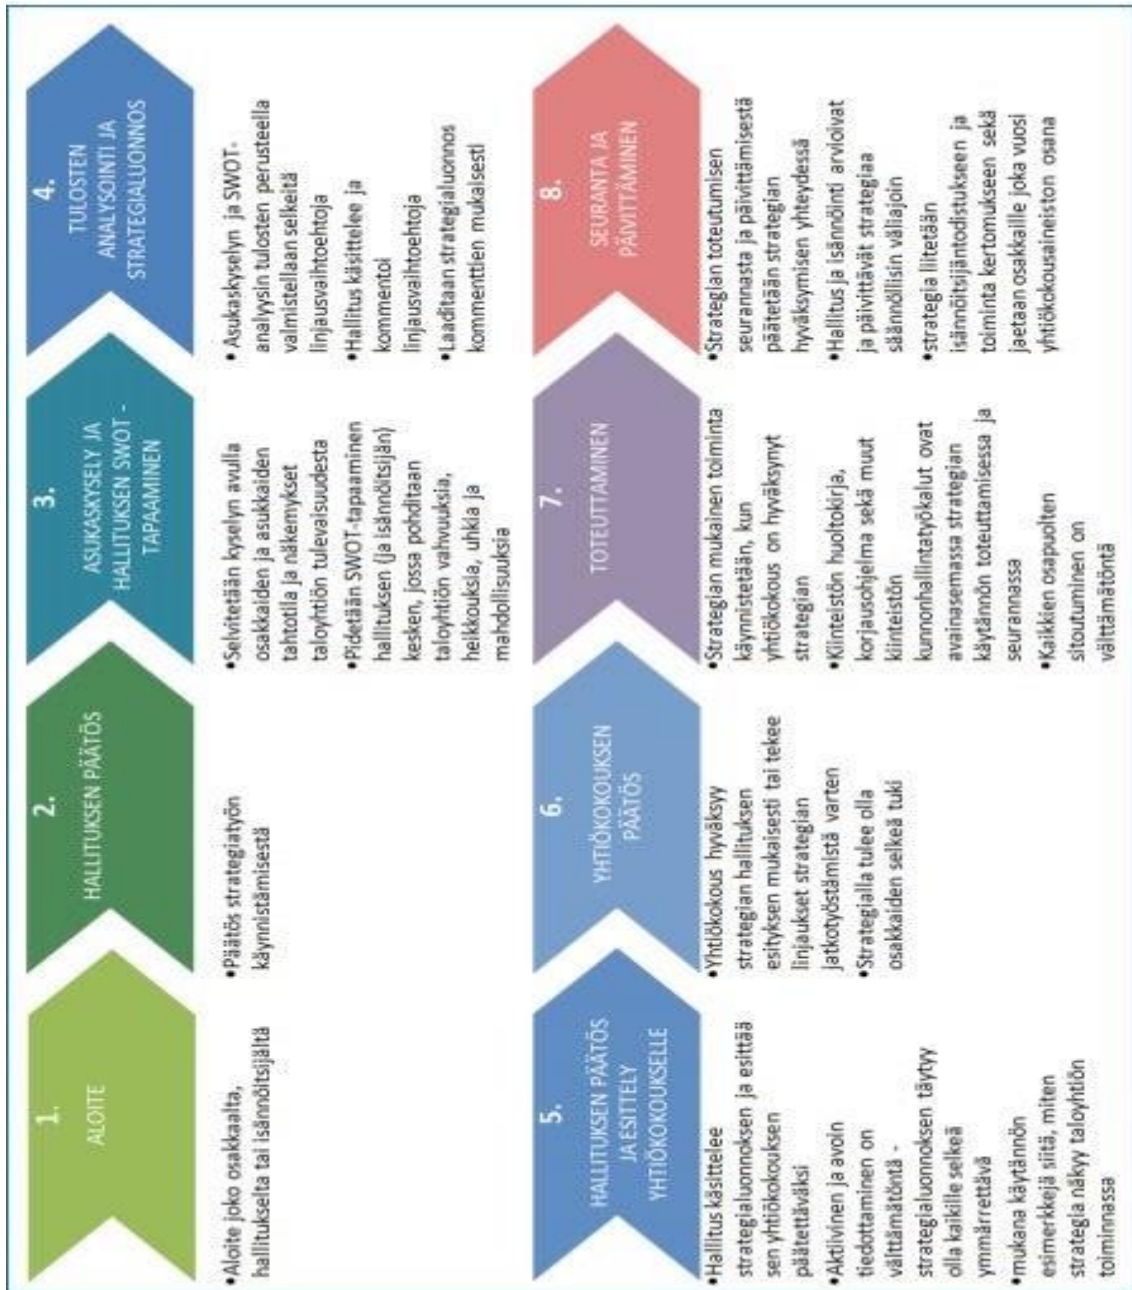 1.
ALOITE
•Aloite joko osakkaalta,
hallitukselta tai isännöitsijältä
2.
HALLITUKSEN PÄÄTÖS
•Päätös strategiatyön
käynnistämisestä
3.
ASUKASKYSELY JA
HALLITUKSEN SWOT -
TAPAAMINEN
•Selvitetään kyselyn avulla
osakkaiden ja asukkaiden
tahtotila ja näkemykset
taloyhtiön tulevaisuudesta
•Pidetään SWOT-tapaaminen
hallituksen (ja isännöitsijän)
kesken, jossa pohditaan
taloyhtiön vahvuuksia,
heikkouksia, uhkia ja
mahdollisuuksia
4.
TULOSTEN
ANALYSOINTI JA
STRATEGIALUONNOS
•Asukaskyselyn ja SWOT-
analyysin tulosten perusteella
valmistellaan selkeitä
linjausvaihtoehtoja
•Hallitus käsittelee ja
kommentoi
linjausvaihtoehtoja
•Laaditaan strategialuonnos
kommenttien mukaisesti
5.
HALLITUKSEN PÄÄTÖS
JA ESITTELY
YHTIÖKOKOUKSELLE
•Hallitus käsittelee
strategialuonnoksen ja esittää
sen yhtiökokouksen
päätettäväksi
•Aktiivinen ja avoin
tiedottaminen on
välttämätöntä -
strategialuonnoksen täytyy
olla kaikille selkeä
ymmärrettävä
•mukana käytännön
esimerkkejä siitä, miten
strategia näkyy taloyhtiön
toiminnassa
6.
YHTIÖKOKOUKSEN
PÄÄTÖS
•Yhtiökokous hyväksyy
strategian hallituksen
esityksen mukaisesti tai tekee
linjaukset strategian
jatkotyöstämistä varten
•Strategialla tulee olla
osakkaiden selkeä tuki
7.
TOTEUTTAMINEN
•Strategian mukainen toiminta
käynnistetään, kun
yhtiökokous on hyväksynyt
strategian
•Kiinteistön huoltokirja,
korjausohjelma sekä muut
kiinteistön
kunnonhallintatyökalut ovat
avainasemassa strategian
käytännön toteuttamisessa ja
seurannassa
•Kaikkien osapuolten
sitoutuminen on
välttämätöntä
8.
SEURANTA JA
PÄIVITTÄMINEN
•Strategian toteutumisen
seurannasta ja päivittämisestä
päätetään strategian
hyväksymisen yhteydessä
•Hallitus ja isännöinti arvioivat
ja päivittävät strategiaa
säännöllisin väliajoin
•strategia liitetään
isännöitsijäntodistukseen ja
toiminta kertomukseen sekä
jaetaan osakkaille joka vuosi
yhtiökokousaineiston osana